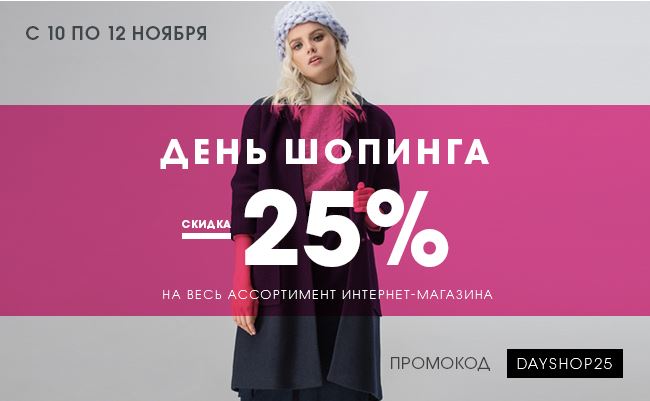 С 10 ПО 12 НОЯБРЯ
ДЕНЬ ШОПИНГА
СКИДКА
–25%
НА ВЕСЬ АССОРТИМЕНТ ИНТЕРНЕТ-МАГАЗИНА
ПРОМОКОД DAYSHOP25